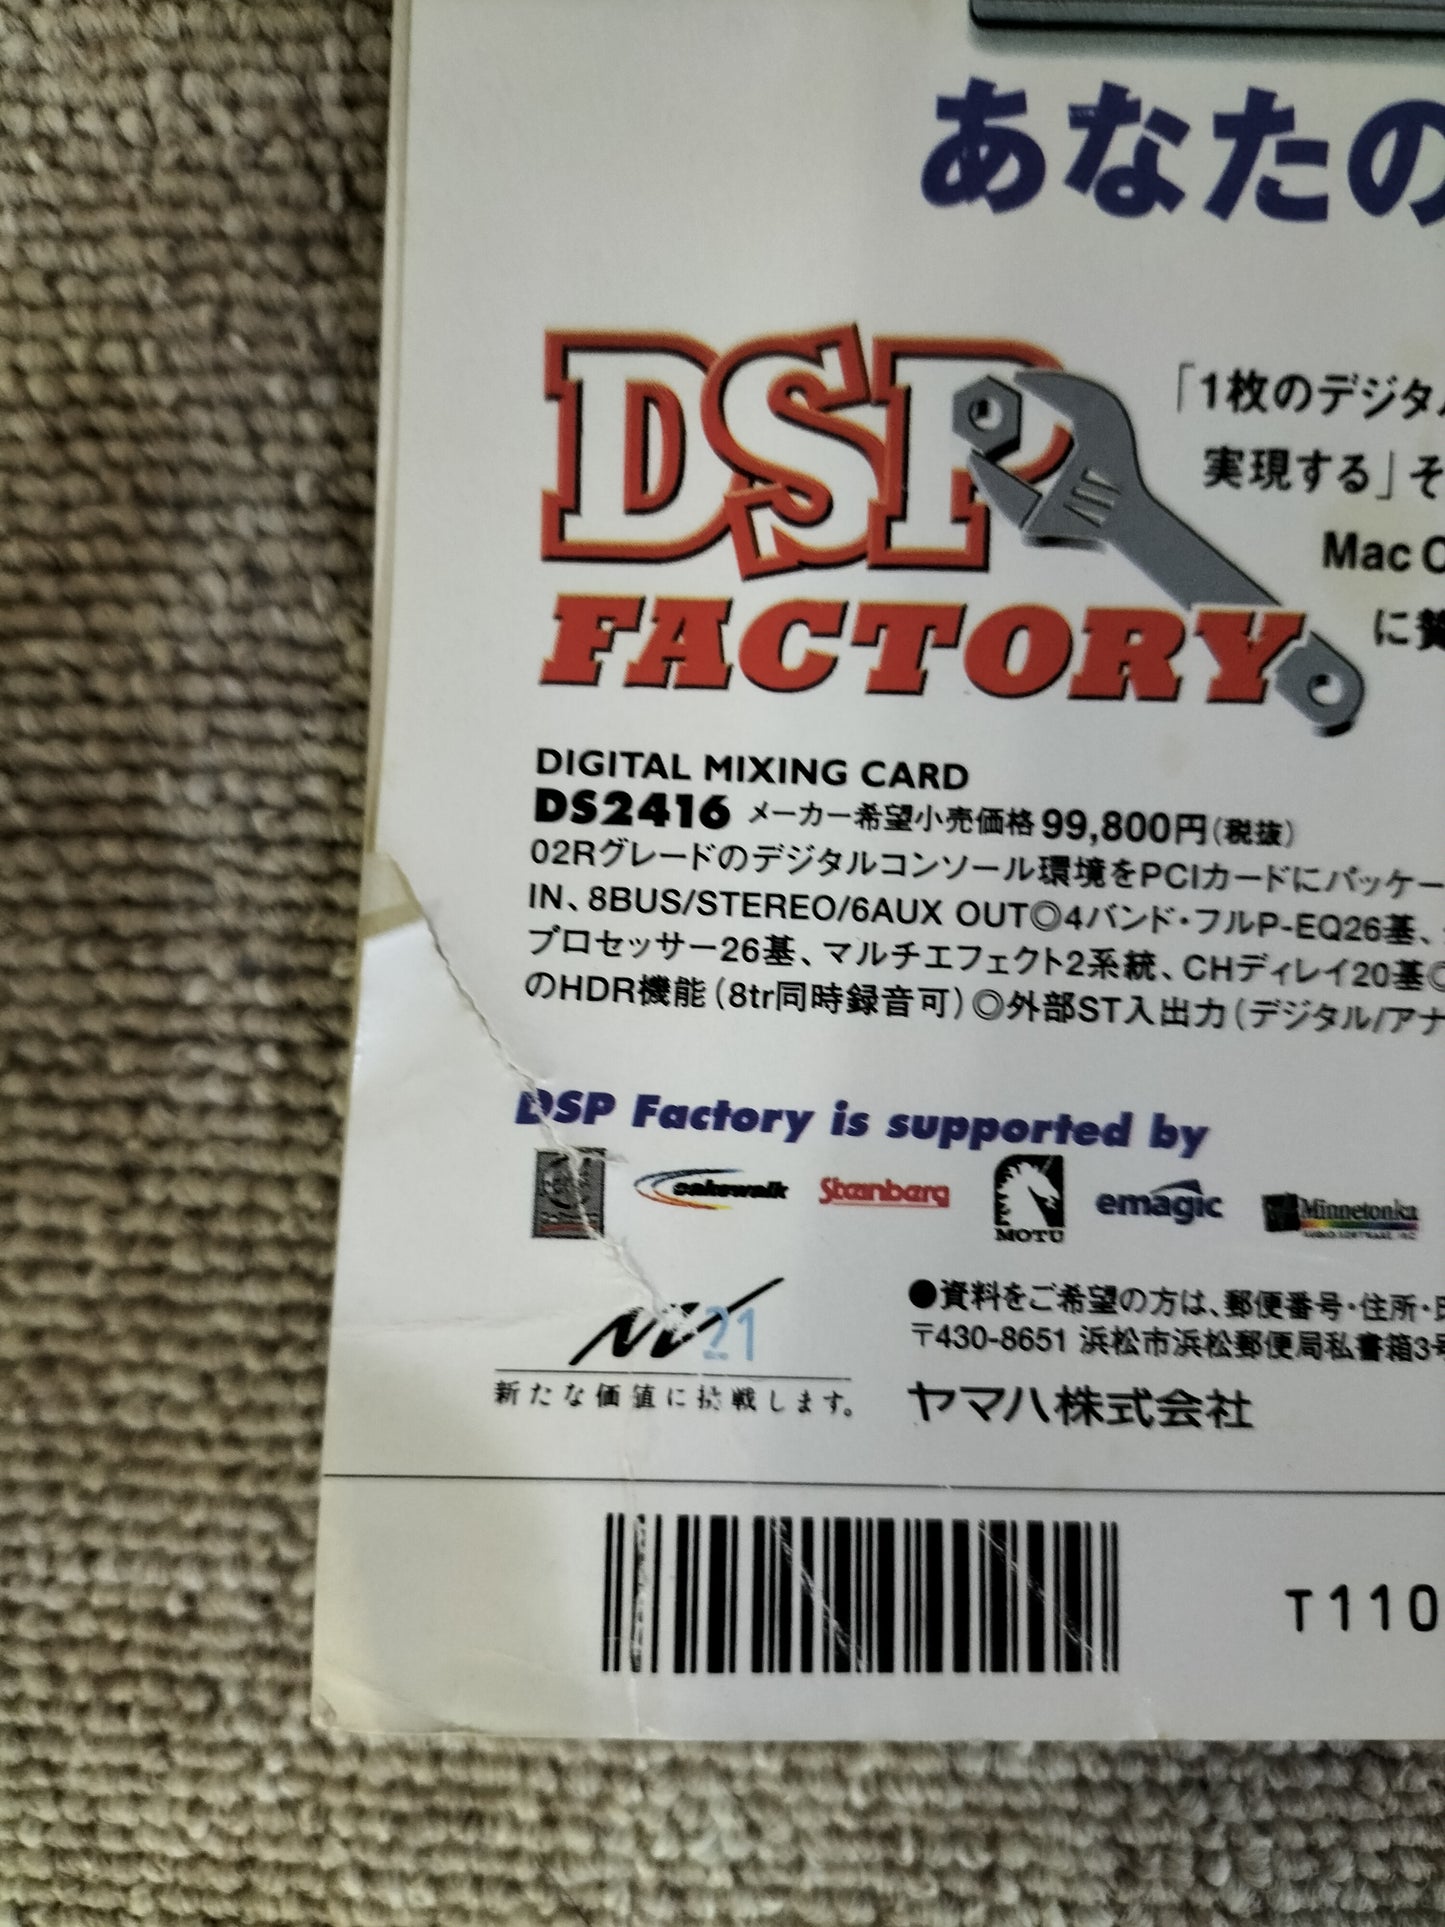 あなたの
DSP
FACTORY
「1枚のデジタル
実現する」そ
Mac O
に賛
DIGITAL MIXING CARD
DS2416 メーカー希望小売価格99,800円(税抜)
02Rグレードのデジタルコンソール環境をPCIカードにパッケー
IN、8BUS/STEREO/6AUX OUT◎4バンド・フルP-EQ26基、
プロセッサー26基、マルチエフェクト2系統、CHディレイ20基◎
のHDR機能(8tr同時録音可)◎外部ST入出力(デジタル/アナ
DSP Factory is supported by
cakewalk Steinberg MOTU emagic Minnetonka
AUDIO SOFTWARE, INC
21
新たな価値に挑戦します。
●資料をご希望の方は、郵便番号・住所・氏
〒430-8651 浜松市浜松郵便局私書箱3号
ヤマハ株式会社
T110